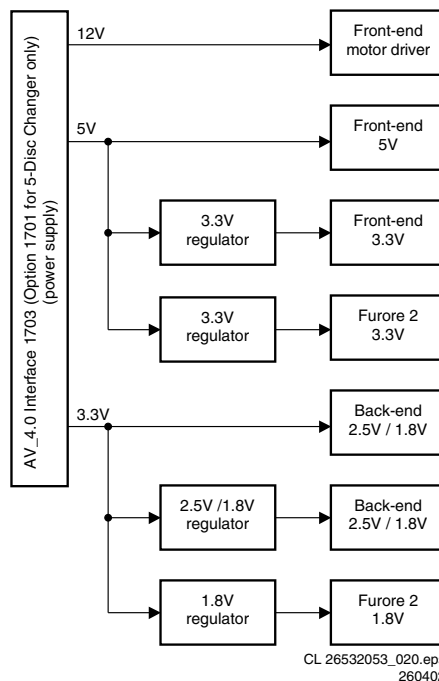 AV_4.0 Interface 1703 (Option 1701 for 5-Disc Changer only)
(power supply)
12V
Front-end
motor driver
5V
Front-end
5V
3.3V
regulator
Front-end
3.3V
3.3V
regulator
Furore 2
3.3V
3.3V
Back-end
2.5V / 1.8V
2.5V /1.8V
regulator
Back-end
2.5V / 1.8V
1.8V
regulator
Furore 2
1.8V
CL 26532053_020.ep
260402